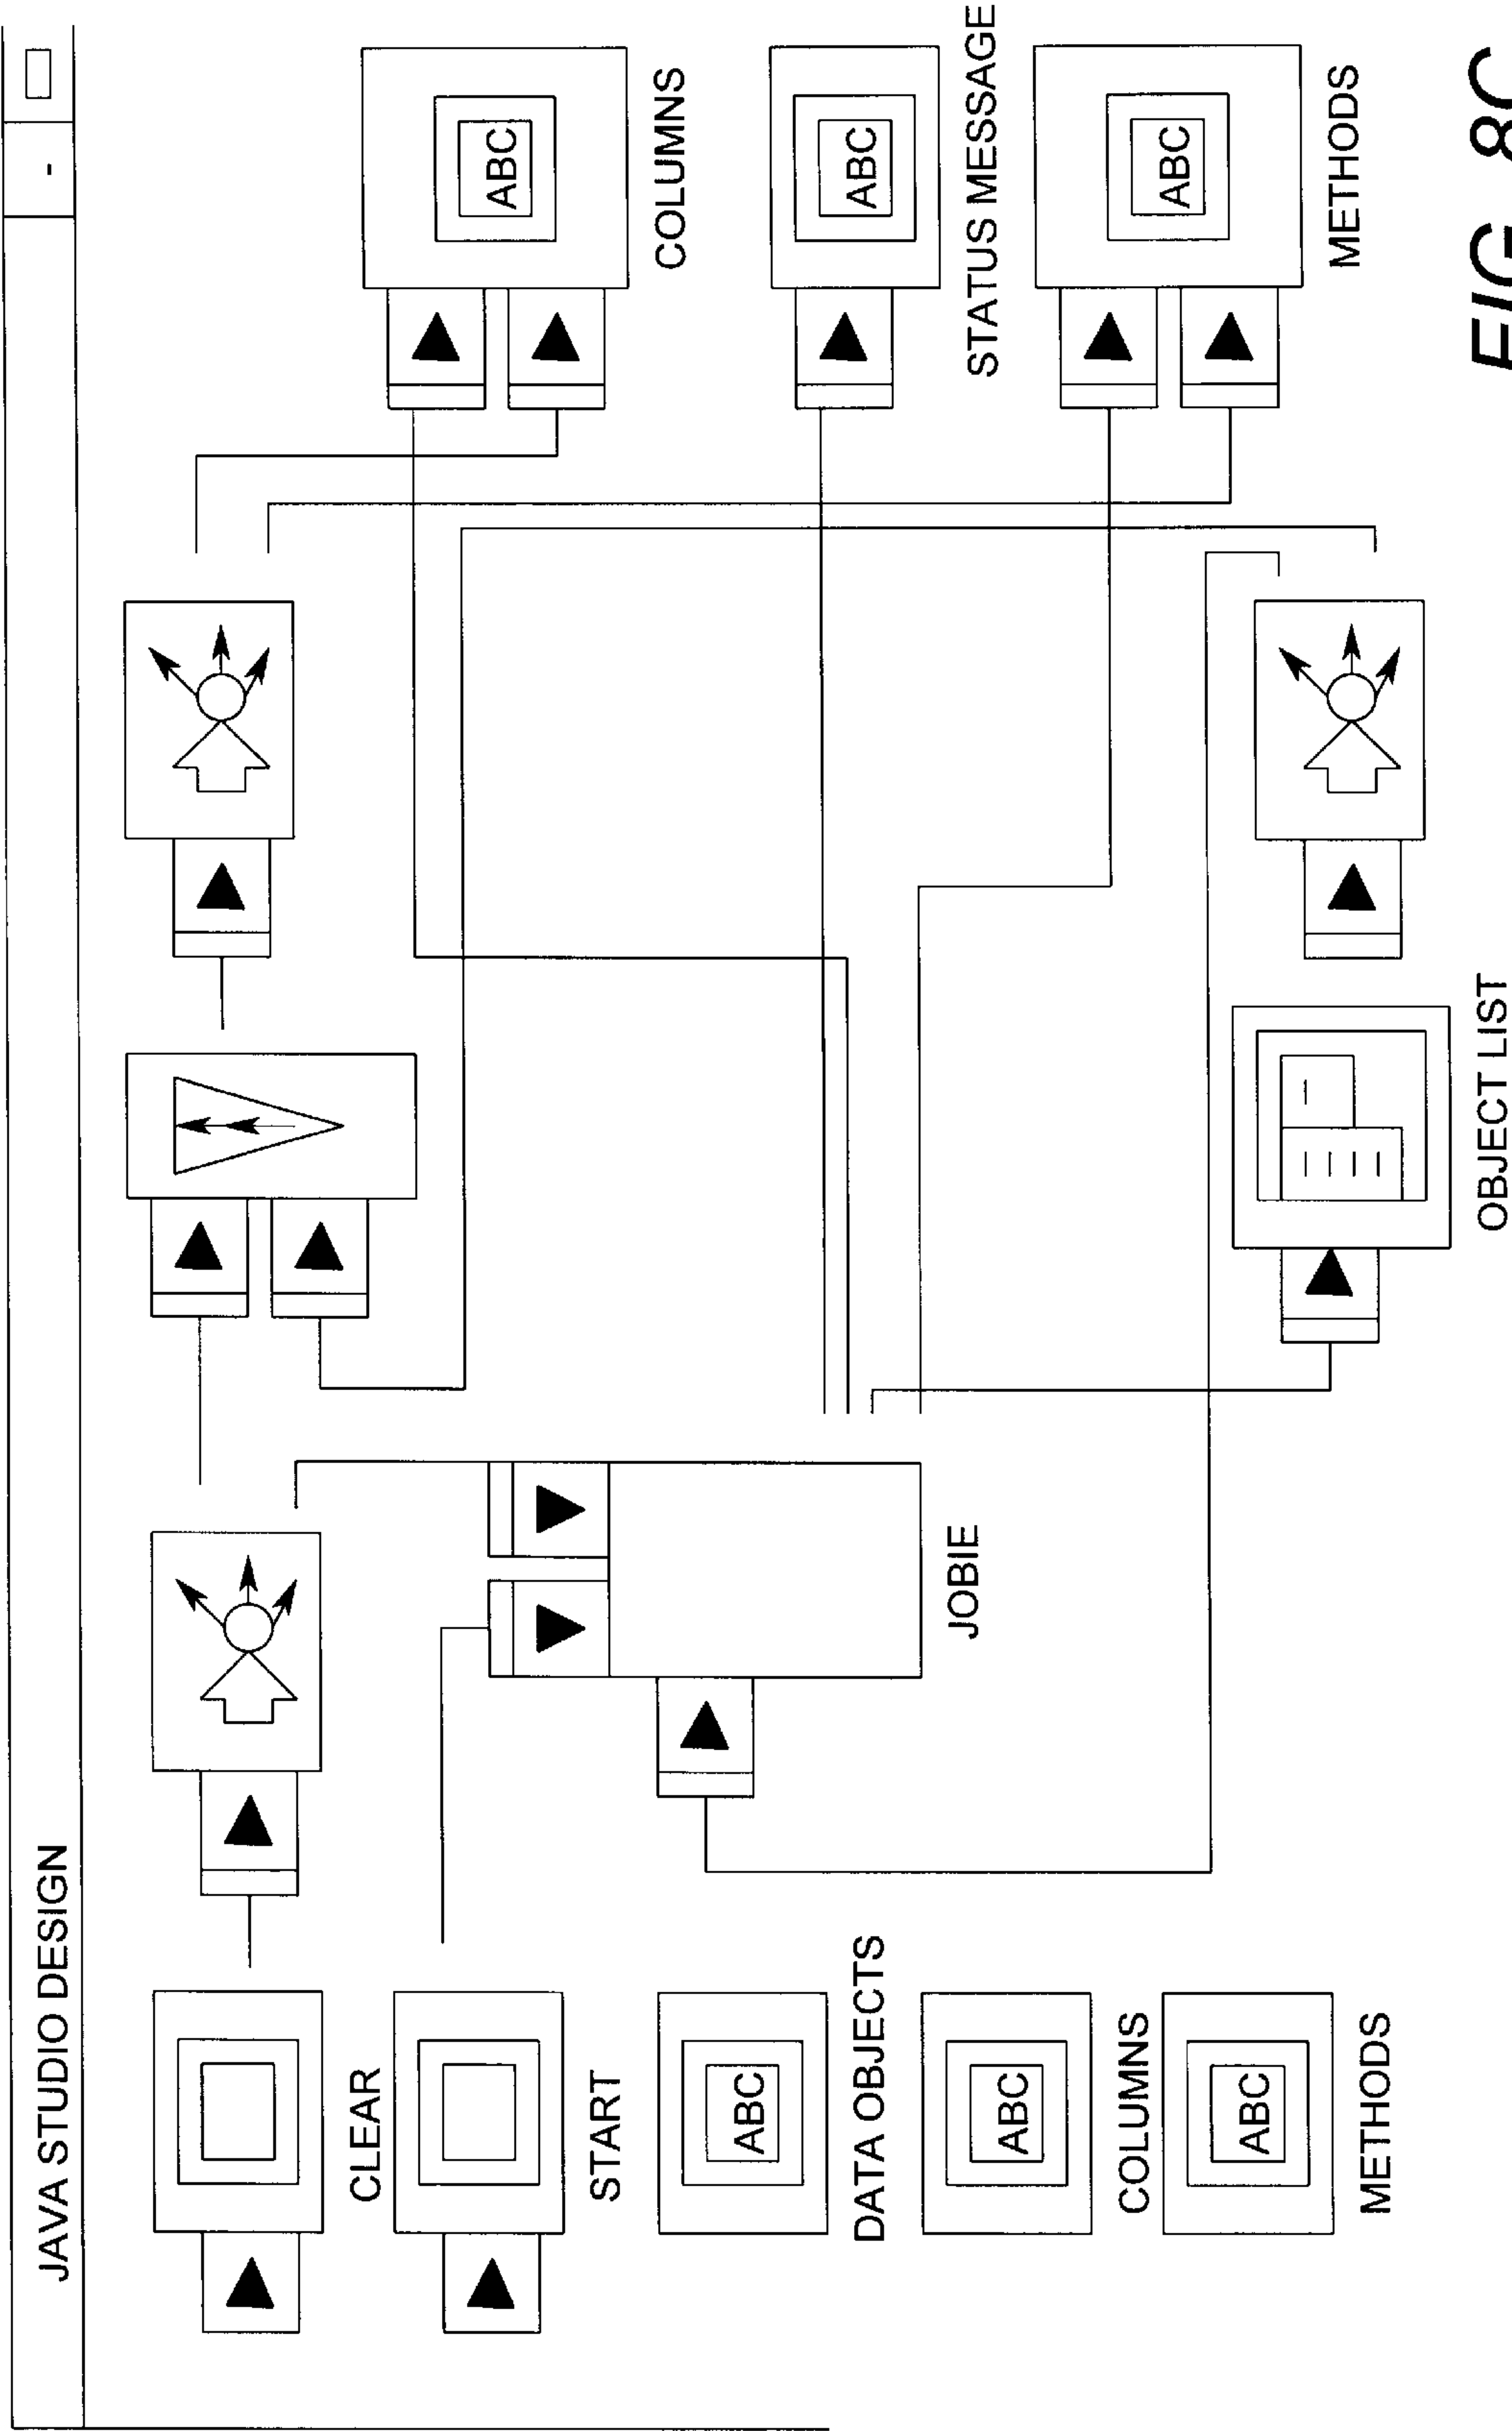 JAVA STUDIO DESIGN
-
CLEAR
START
ABC
DATA OBJECTS
ABC
COLUMNS
ABC
METHODS
JOBIE
OBJECT LIST
ABC
COLUMNS
ABC
STATUS MESSAGE
ABC
METHODS
FIG. 8C